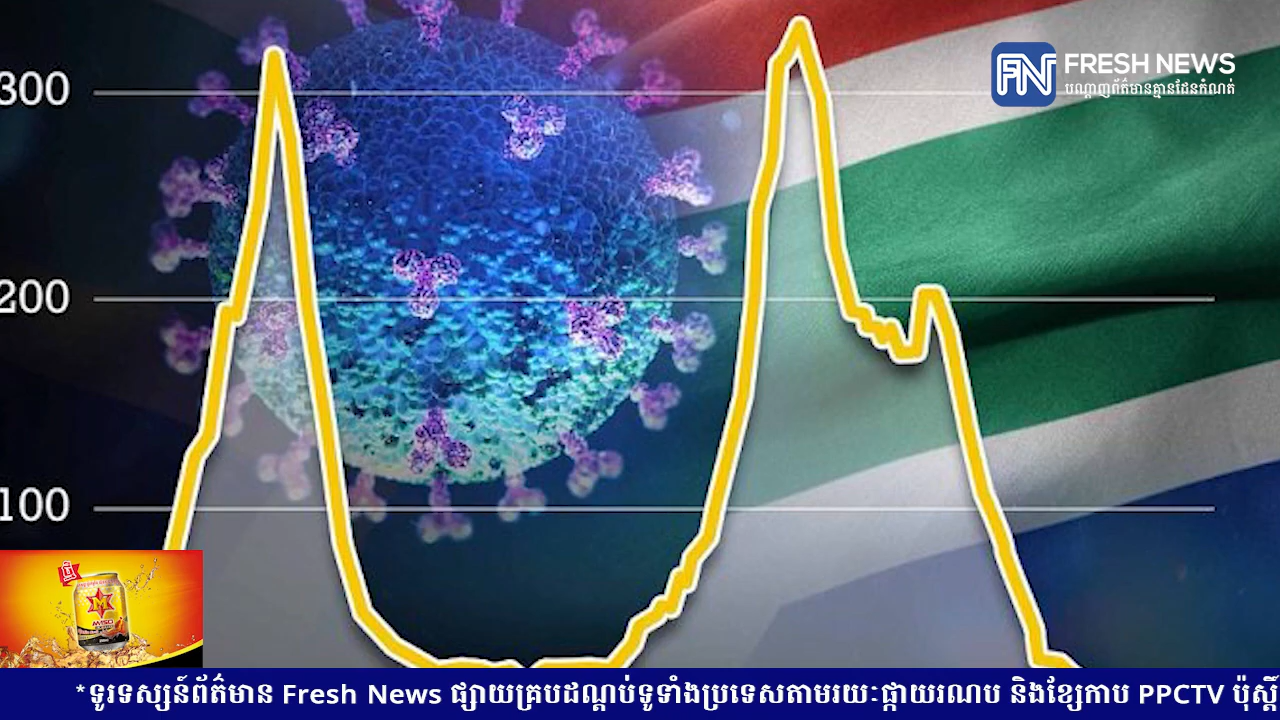 300
FRESH NEWS
បណ្ដាញព័ត៌មានគ្មានដែនកំណត់
200
100
M
*ទូរទស្សន៍ព័ត៌មាន Fresh News ផ្សាយគ្របដណ្តប់ទូទាំងប្រទេសតាមរយៈផ្កាយរណប និងខ្សែកាប PPCTV ប៉ុស្តិ៍